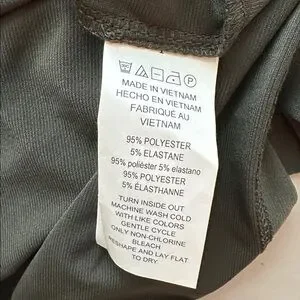 MADE IN VIETNAM
HECHO EN VIETNAM
FABRIQUÉ AU
VIETNAM
95% POLYESTER
5% ELASTANE
95% poliéster 5% elastano
95% POLYESTER
5% ÉLASTHANNE
TURN INSIDE OUT
MACHINE WASH COLD
WITH LIKE COLORS
GENTLE CYCLE
ONLY NON-CHLORINE
BLEACH
RESHAPE AND LAY FLAT
TO DRY